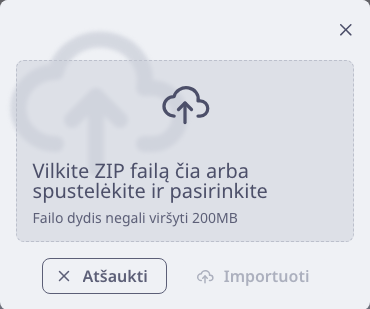 Vilkite ZIP failą čia arba
spustelėkite ir pasirinkite
Failo dydis negali viršyti 200MB
Atšaukti
Importuoti